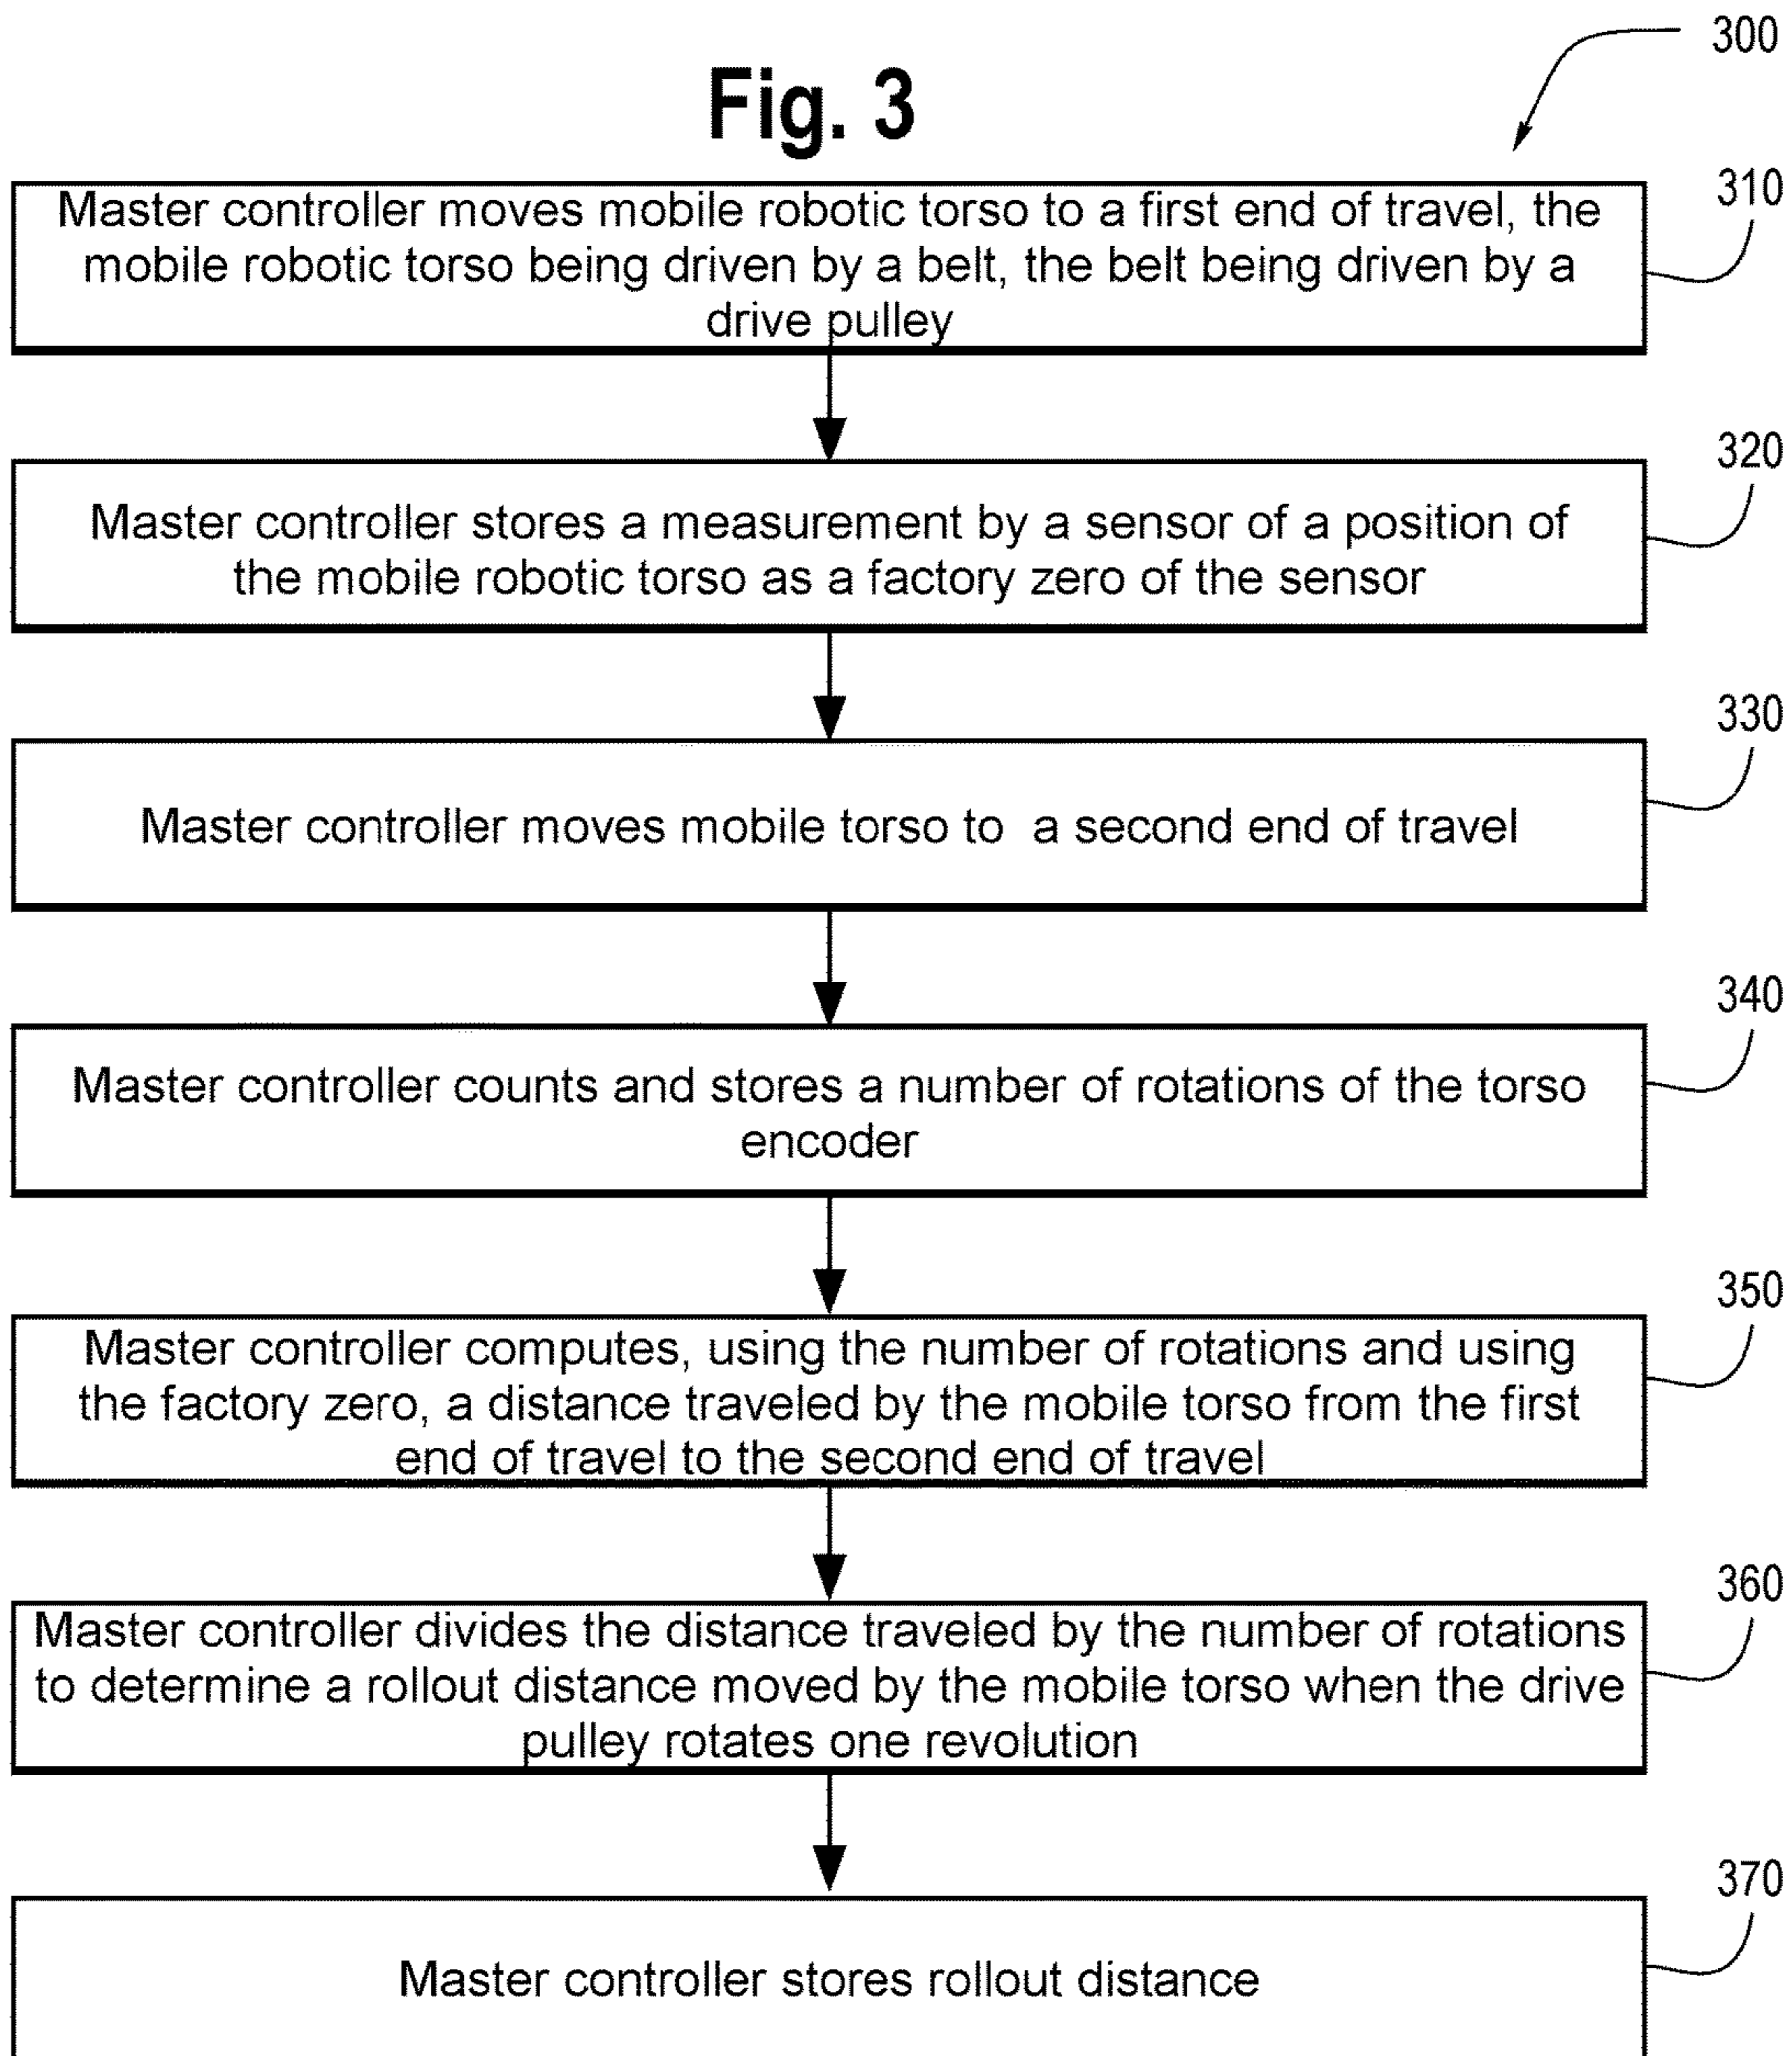 300
Fig. 3
310
Master controller moves mobile robotic torso to a first end of travel, the
mobile robotic torso being driven by a belt, the belt being driven by a
drive pulley
320
Master controller stores a measurement by a sensor of a position of
the mobile robotic torso as a factory zero of the sensor
330
Master controller moves mobile torso to a second end of travel
340
Master controller counts and stores a number of rotations of the torso
encoder
350
Master controller computes, using the number of rotations and using
the factory zero, a distance traveled by the mobile torso from the first
end of travel to the second end of travel
360
Master controller divides the distance traveled by the number of rotations
to determine a rollout distance moved by the mobile torso when the drive
pulley rotates one revolution
370
Master controller stores rollout distance